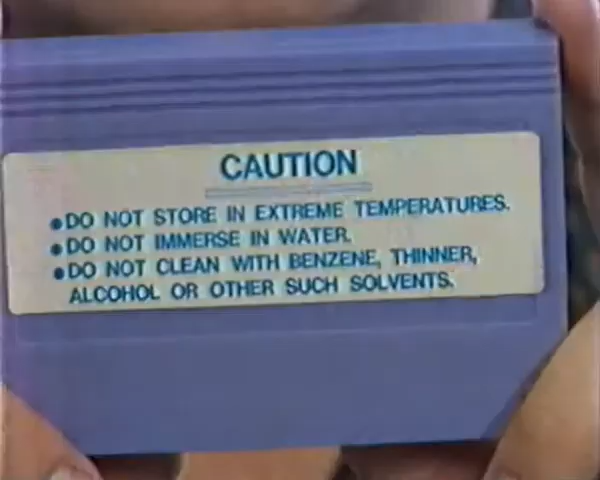 CAUTION
●DO NOT STORE IN EXTREME TEMPERATURES.
●DO NOT IMMERSE IN WATER.
●DO NOT CLEAN WITH BENZENE, THINNER,
ALCOHOL OR OTHER SUCH SOLVENTS.